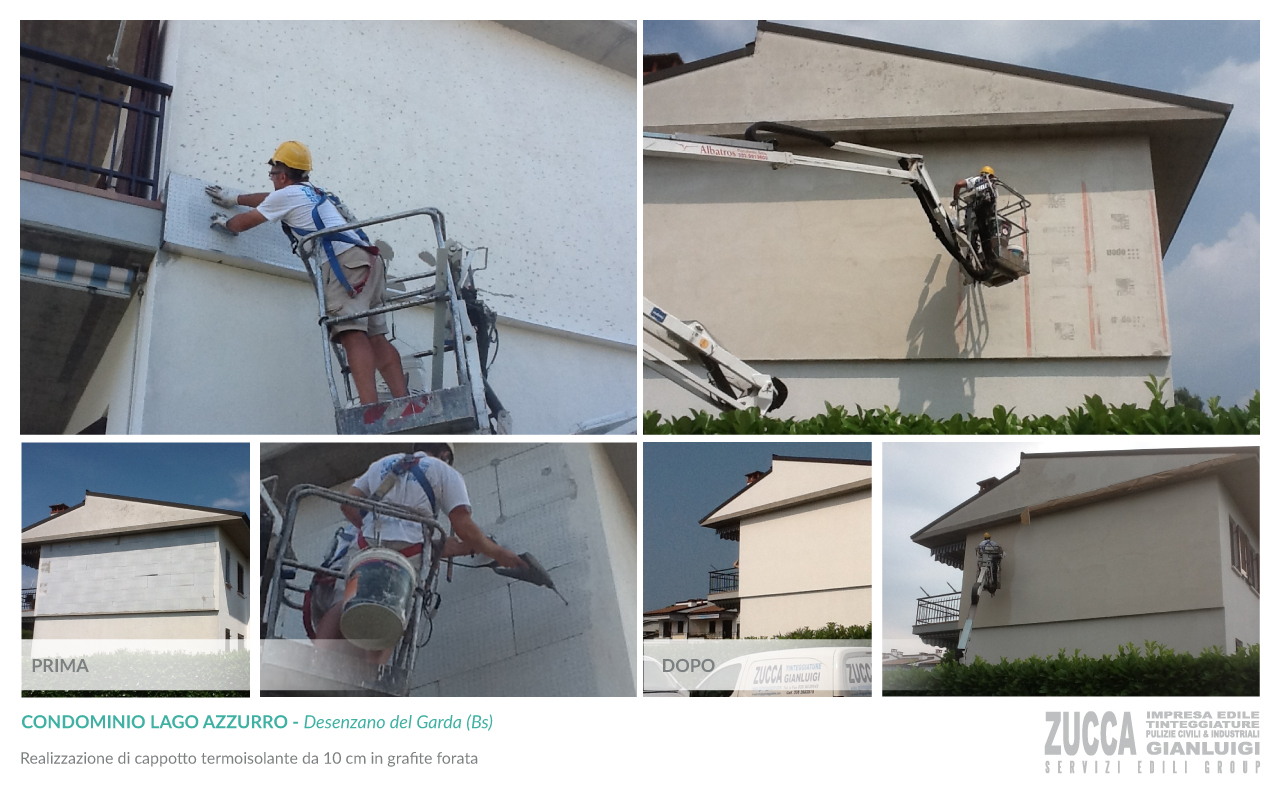 Albatros
PRIMA
DOPO
ZUCCA
TINTEGGIATURE
GIANLUIGI
ZUCCA
CONDOMINIO LAGO AZZURRO - Desenzano del Garda (Bs)
Realizzazione di cappotto termoisolante da 10 cm in grafite forata
ZUCCA
IMPRESA EDILE
TINTEGGIATURE
PULIZIE CIVILI & INDUSTRIALI
GIANLUIGI
SERVIZI EDILI GROUP